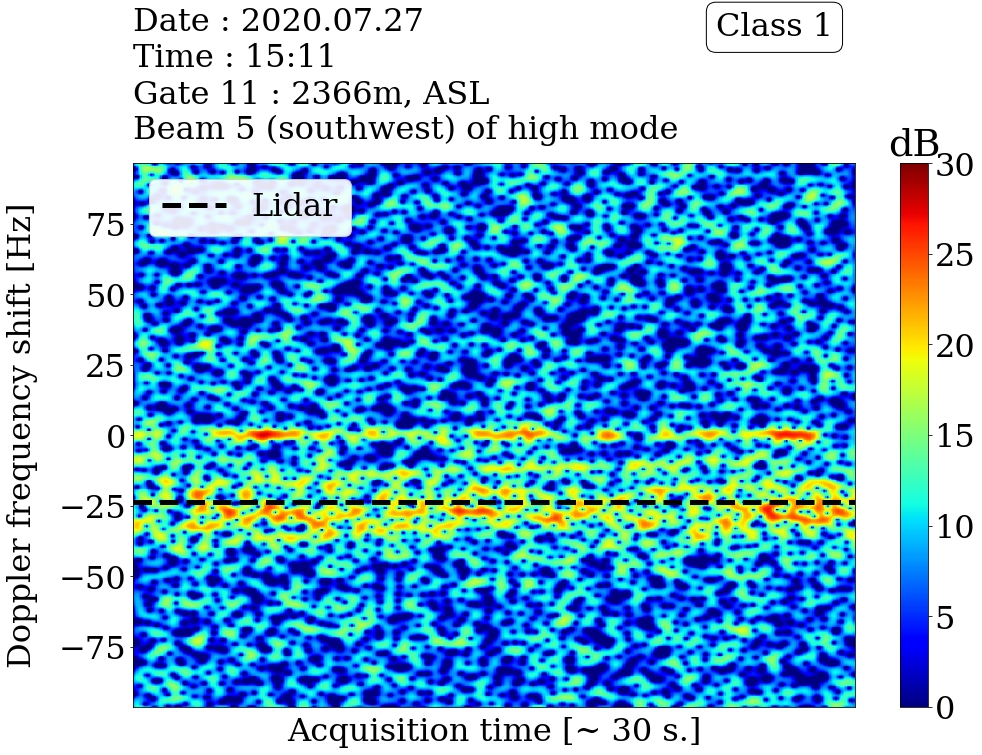 Date : 2020.07.27
Time : 15:11
Gate 11 : 2366m, ASL
Beam 5 (southwest) of high mode
Class 1
dB
Lidar
Doppler frequency shift [Hz]
75
50
25
0
−25
−50
−75
30
25
20
15
10
5
0
Acquisition time [~ 30 s.]